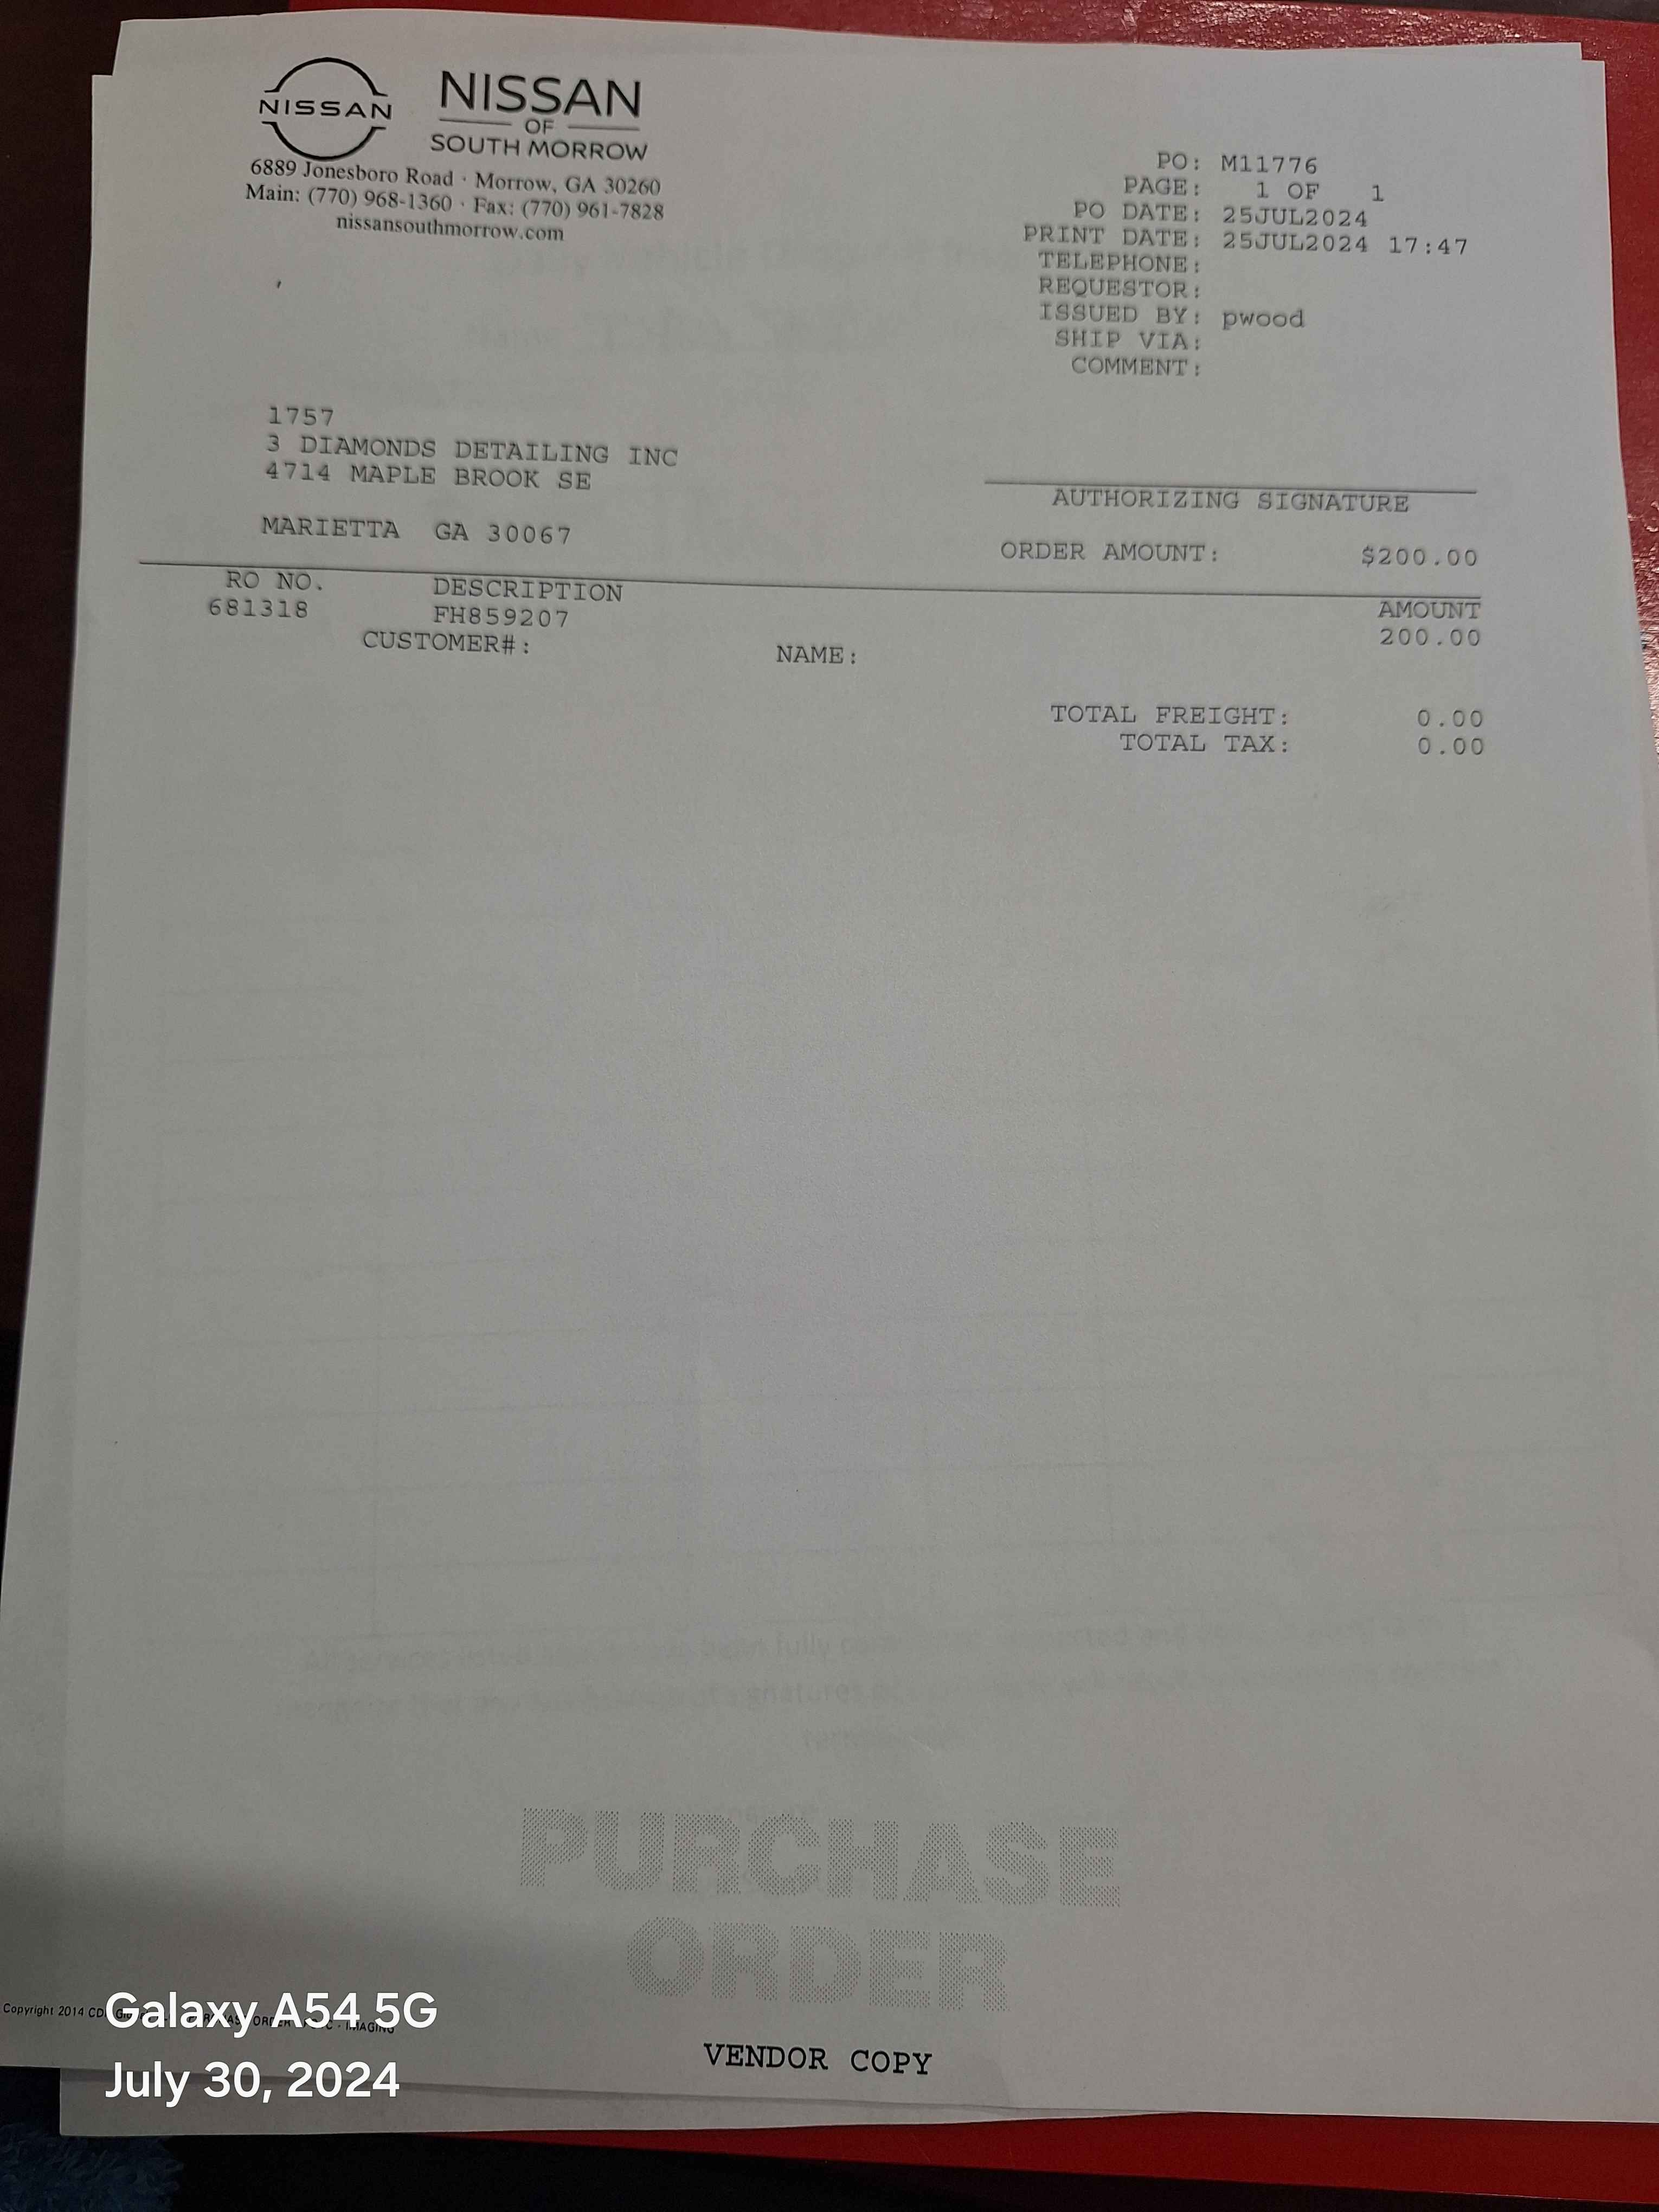 NISSAN
NISSAN
OF
SOUTH MORROW
6889 Jonesboro Road · Morrow, GA 30260
Main: (770) 968-1360 · Fax: (770) 961-7828
nissansouthmorrow.com
PO: M11776
PAGE: 1 OF 1
PO DATE: 25JUL2024
PRINT DATE: 25JUL2024 17:47
TELEPHONE:
REQUESTOR:
ISSUED BY: pwood
SHIP VIA:
COMMENT:
1757
3 DIAMONDS DETAILING INC
4714 MAPLE BROOK SE
MARIETTA GA 30067
AUTHORIZING SIGNATURE
ORDER AMOUNT: $200.00
RO NO. DESCRIPTION AMOUNT
681318 FH859207 200.00
CUSTOMER#: NAME:
TOTAL FREIGHT: 0.00
TOTAL TAX: 0.00
PURCHASE
ORDER
Copyright 2014 IMAGING
VENDOR COPY
Galaxy A54 5G
July 30, 2024